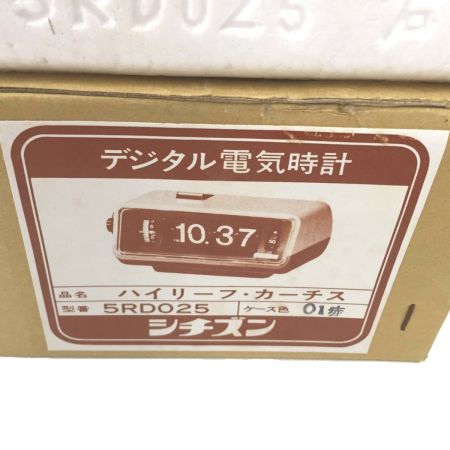 5RD025
デジタル電気時計
10.37
品名 ハイリーフ・カーチス
型番 5RD025 ケース色 01赤
シチズン